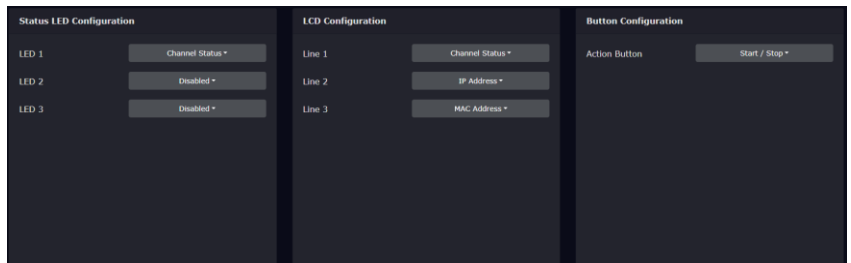 Status LED Configuration
LED 1 Channel Status
LED 2 Disabled
LED 3 Disabled
LCD Configuration
Line 1 Channel Status
Line 2 IP Address
Line 3 MAC Address
Button Configuration
Action Button Start / Stop